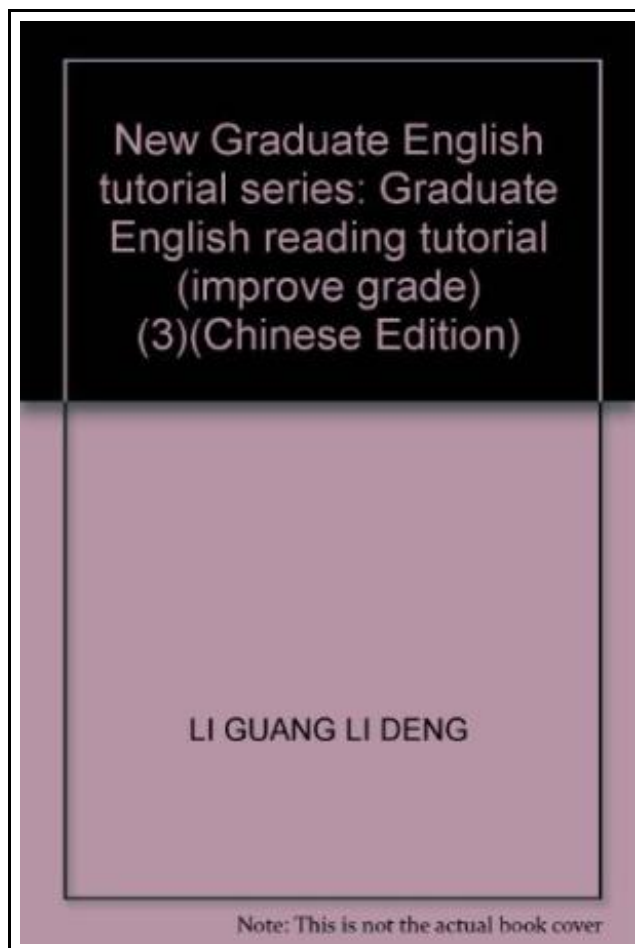 New Graduate English
tutorial series: Graduate
English reading tutorial
(improve grade)
(3)(Chinese Edition)
LI GUANG LI DENG
Note: This is not the actual book cover